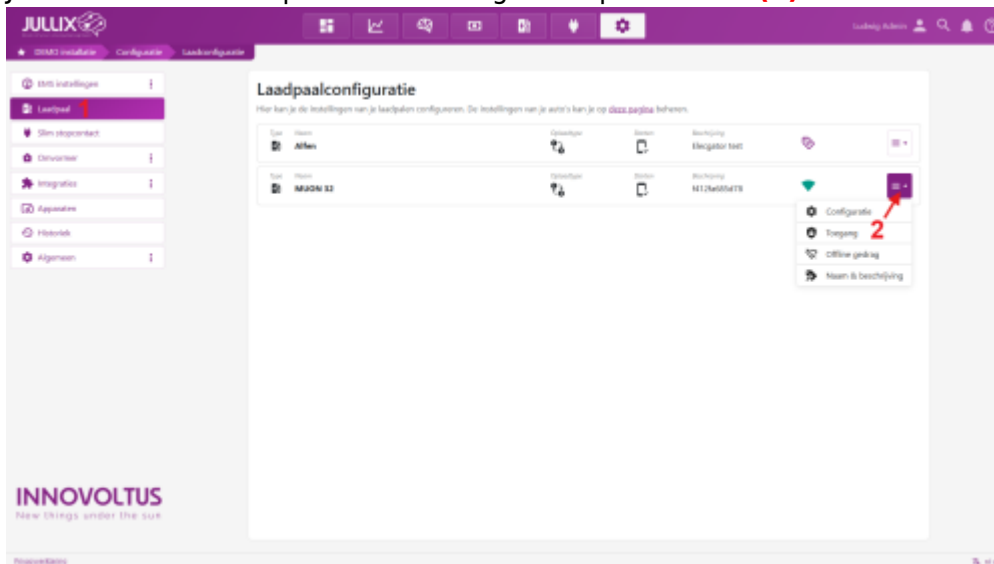 JULLIX
Ludwig Admin
DEMO installatie Configuratie Laadconfiguratie
EMS instellingen
Laadpaal 1
Slim stopcontact
Omvormer
Integraties
Apparaten
Historiek
Algemeen
Laadpaalconfiguratie
Hier kan je de instellingen van je laadpalen configureren. De instellingen van je auto's kan je op deze pagina beheren.
Type Naam Oplaadtype Starten Beschrijving
Alfen Elecgator test
Type Naam Oplaadtype Starten Beschrijving
MUON 32
Configuratie
Toegang 2
Offline gedrag
Naam & beschrijving
INNOVOLTUS
New things under the sun
Privacyverklaring